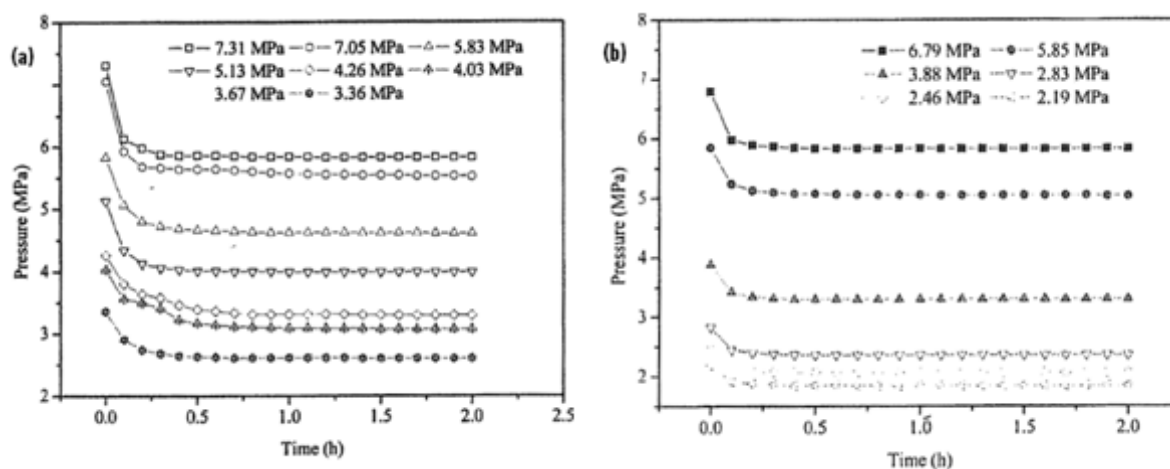 (a)
7.31 MPa 7.05 MPa 5.83 MPa
5.13 MPa 4.26 MPa 4.03 MPa
3.67 MPa 3.36 MPa
8
7
6
5
4
3
2
Pressure (MPa)
0.0 0.5 1.0 1.5 2.0 2.5
Time (h)
(b)
6.79 MPa 5.85 MPa
3.88 MPa 2.83 MPa
2.46 MPa 2.19 MPa
8
7
6
5
4
3
2
Pressure (MPa)
0.0 0.5 1.0 1.5 2.0
Time (h)